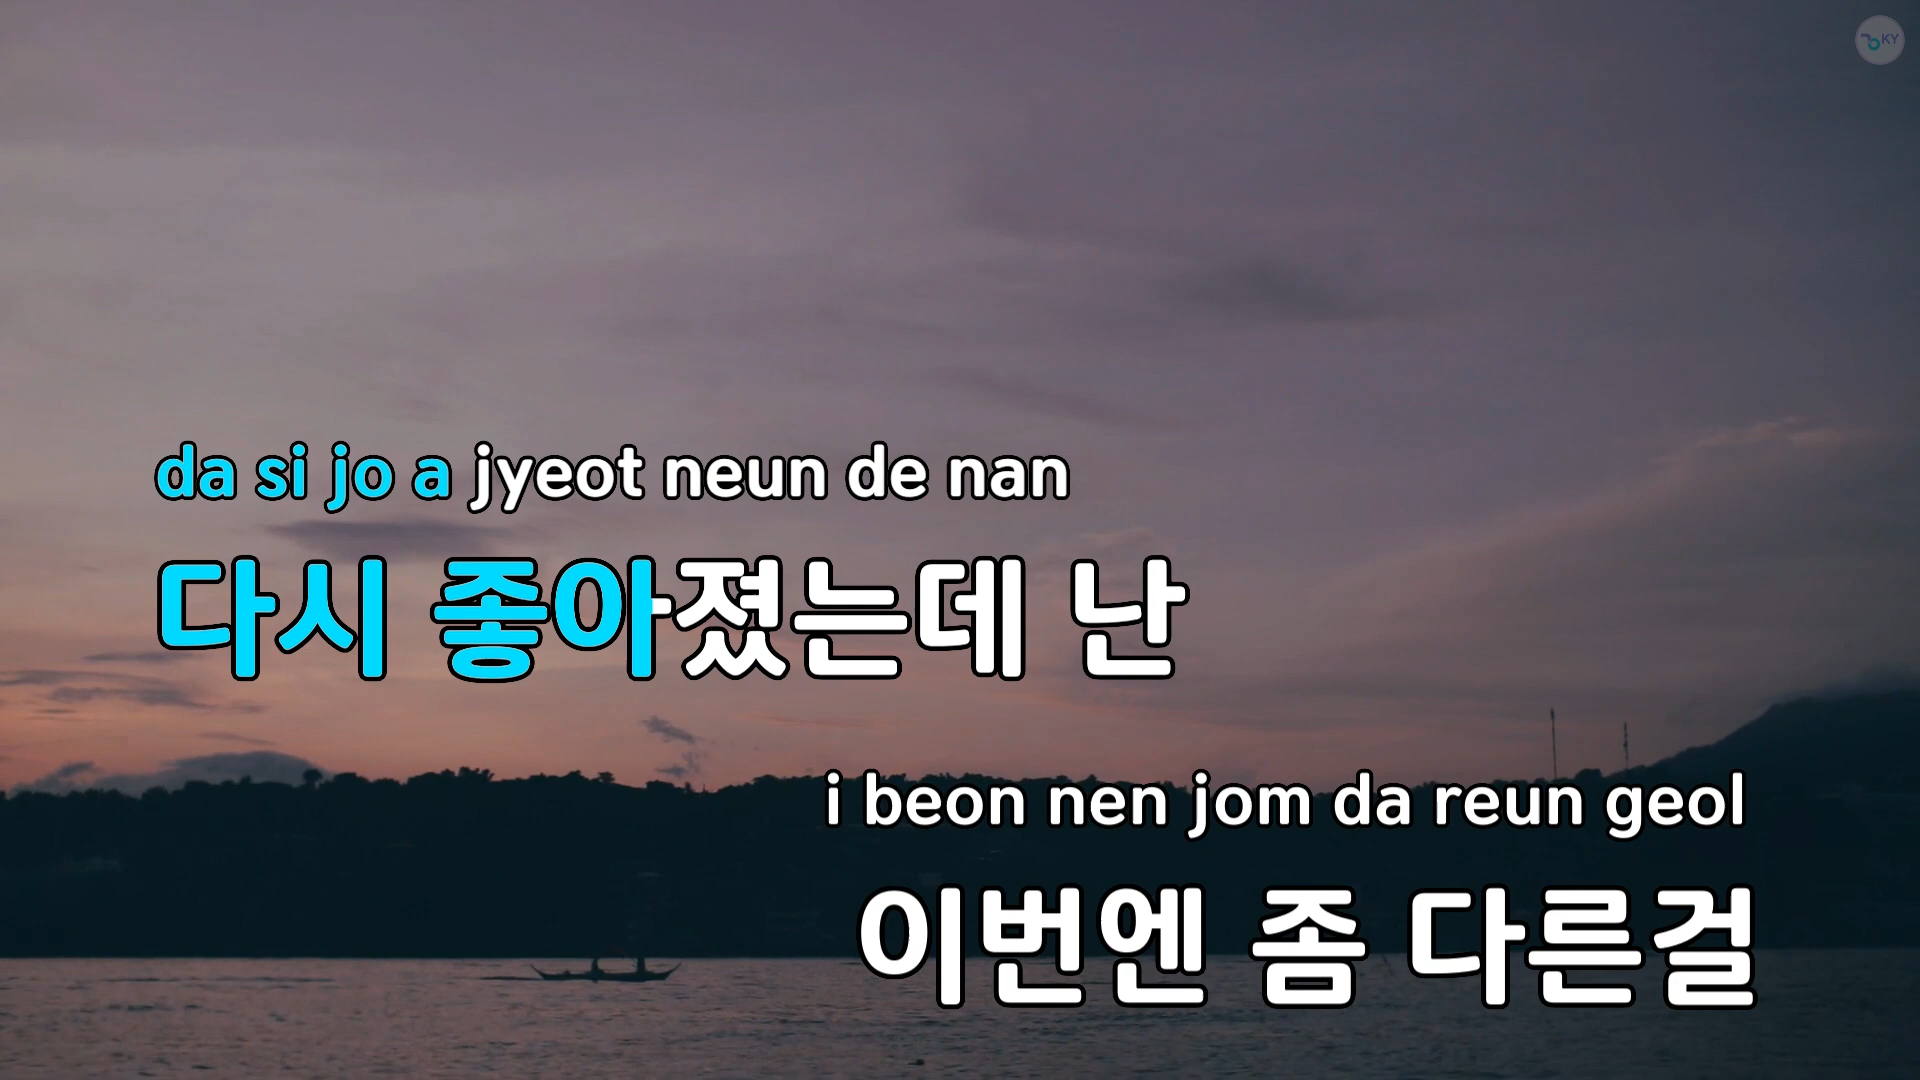 KY
da si jo a jyeot neun de nan
다시 좋아졌는데 난
i beon nen jom da reun geol
이번엔 좀 다른걸